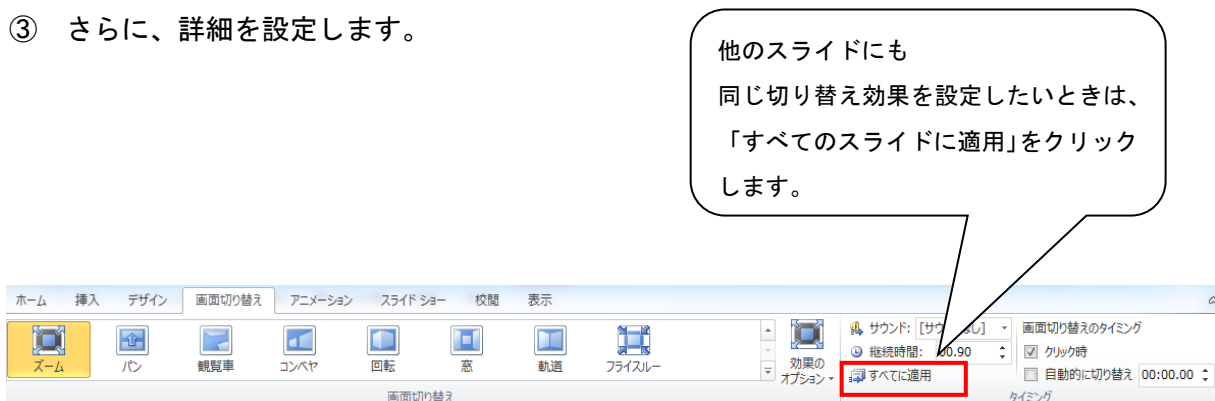 ③ さらに、詳細を設定します。
他のスライドにも
同じ切り替え効果を設定したいときは、
「すべてのスライドに適用」をクリック
します。
ホーム 挿入 デザイン 画面切り替え アニメーション スライド ショー 校閲 表示
ズーム パン 観覧車 コンベヤ 回転 窓 軌道 フライスルー
効果の
オプション
サウンド: [サウ
継続時間: 00.90
すべてに適用
画面切り替えのタイミング
クリック時
自動的に切り替え 00:00.00
画面切り替え タイミング